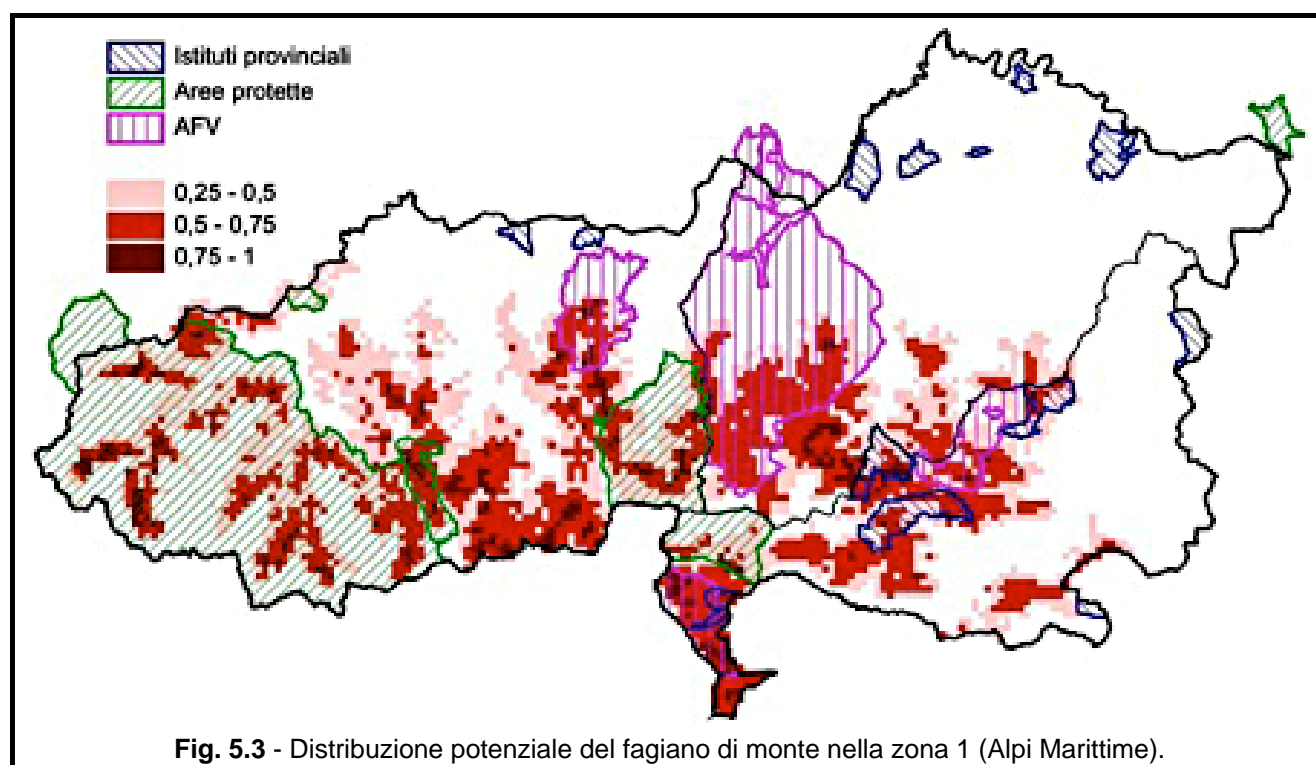 Istituti provinciali
Aree protette
AFV
0,25 - 0,5
0,5 - 0,75
0,75 - 1
Fig. 5.3 - Distribuzione potenziale del fagiano di monte nella zona 1 (Alpi Marittime).